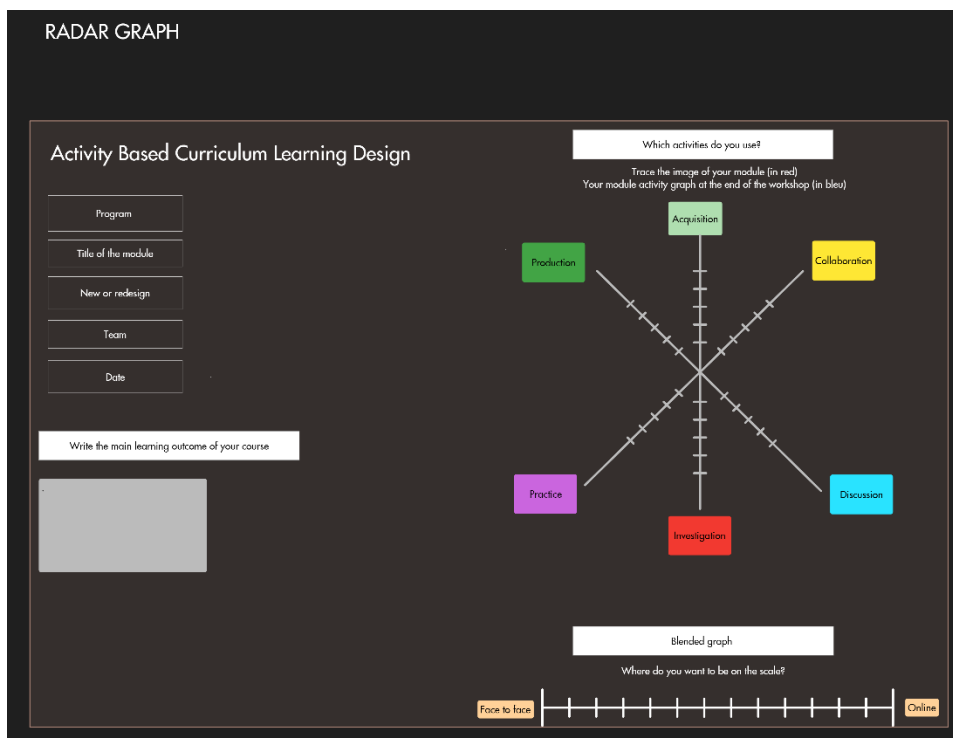 RADAR GRAPH
Activity Based Curriculum Learning Design
Program
Title of the module
New or redesign
Team
Date
Write the main learning outcome of your course
Which activities do you use?
Trace the image of your module (in red)
Your module activity graph at the end of the workshop (in bleu)
Acquisition
Production
Collaboration
Practice
Discussion
Investigation
Blended graph
Where do you want to be on the scale?
Face to face
Online